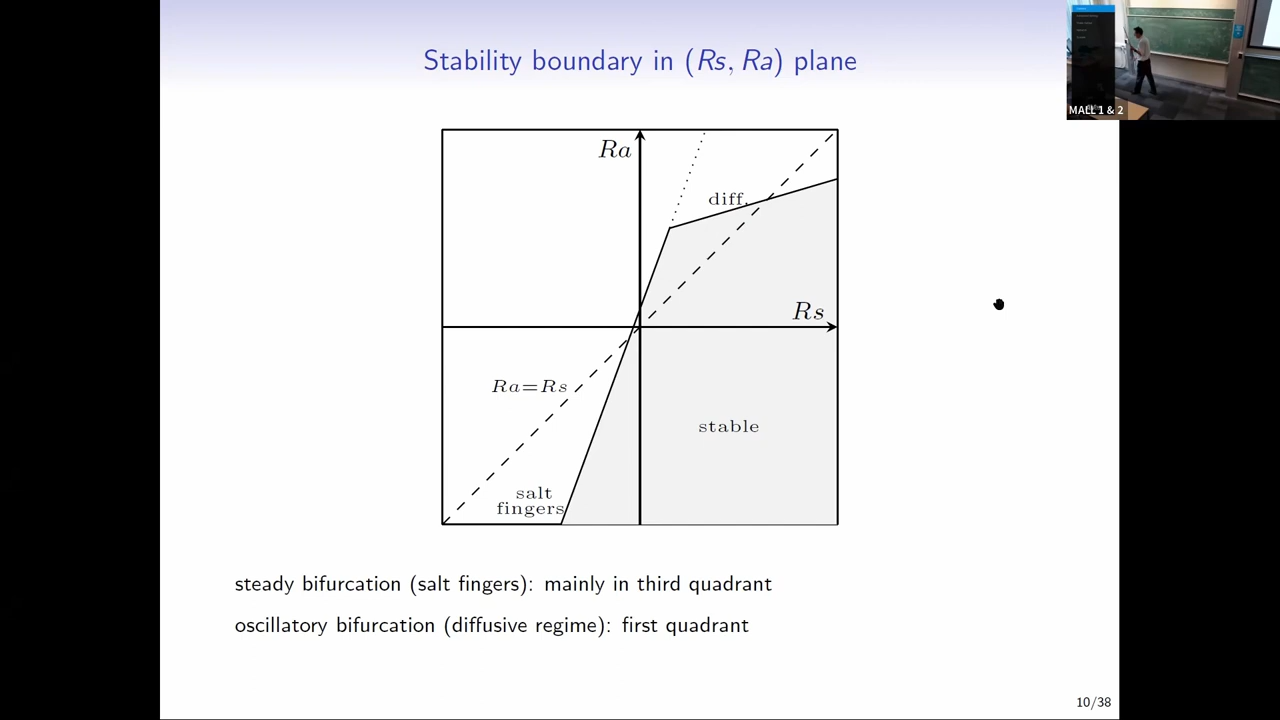 Stability boundary in (Rs, Ra) plane
MALL 1 & 2
Ra
diff.
Rs
Ra=Rs
stable
salt
fingers
steady bifurcation (salt fingers): mainly in third quadrant
oscillatory bifurcation (diffusive regime): first quadrant
10/38